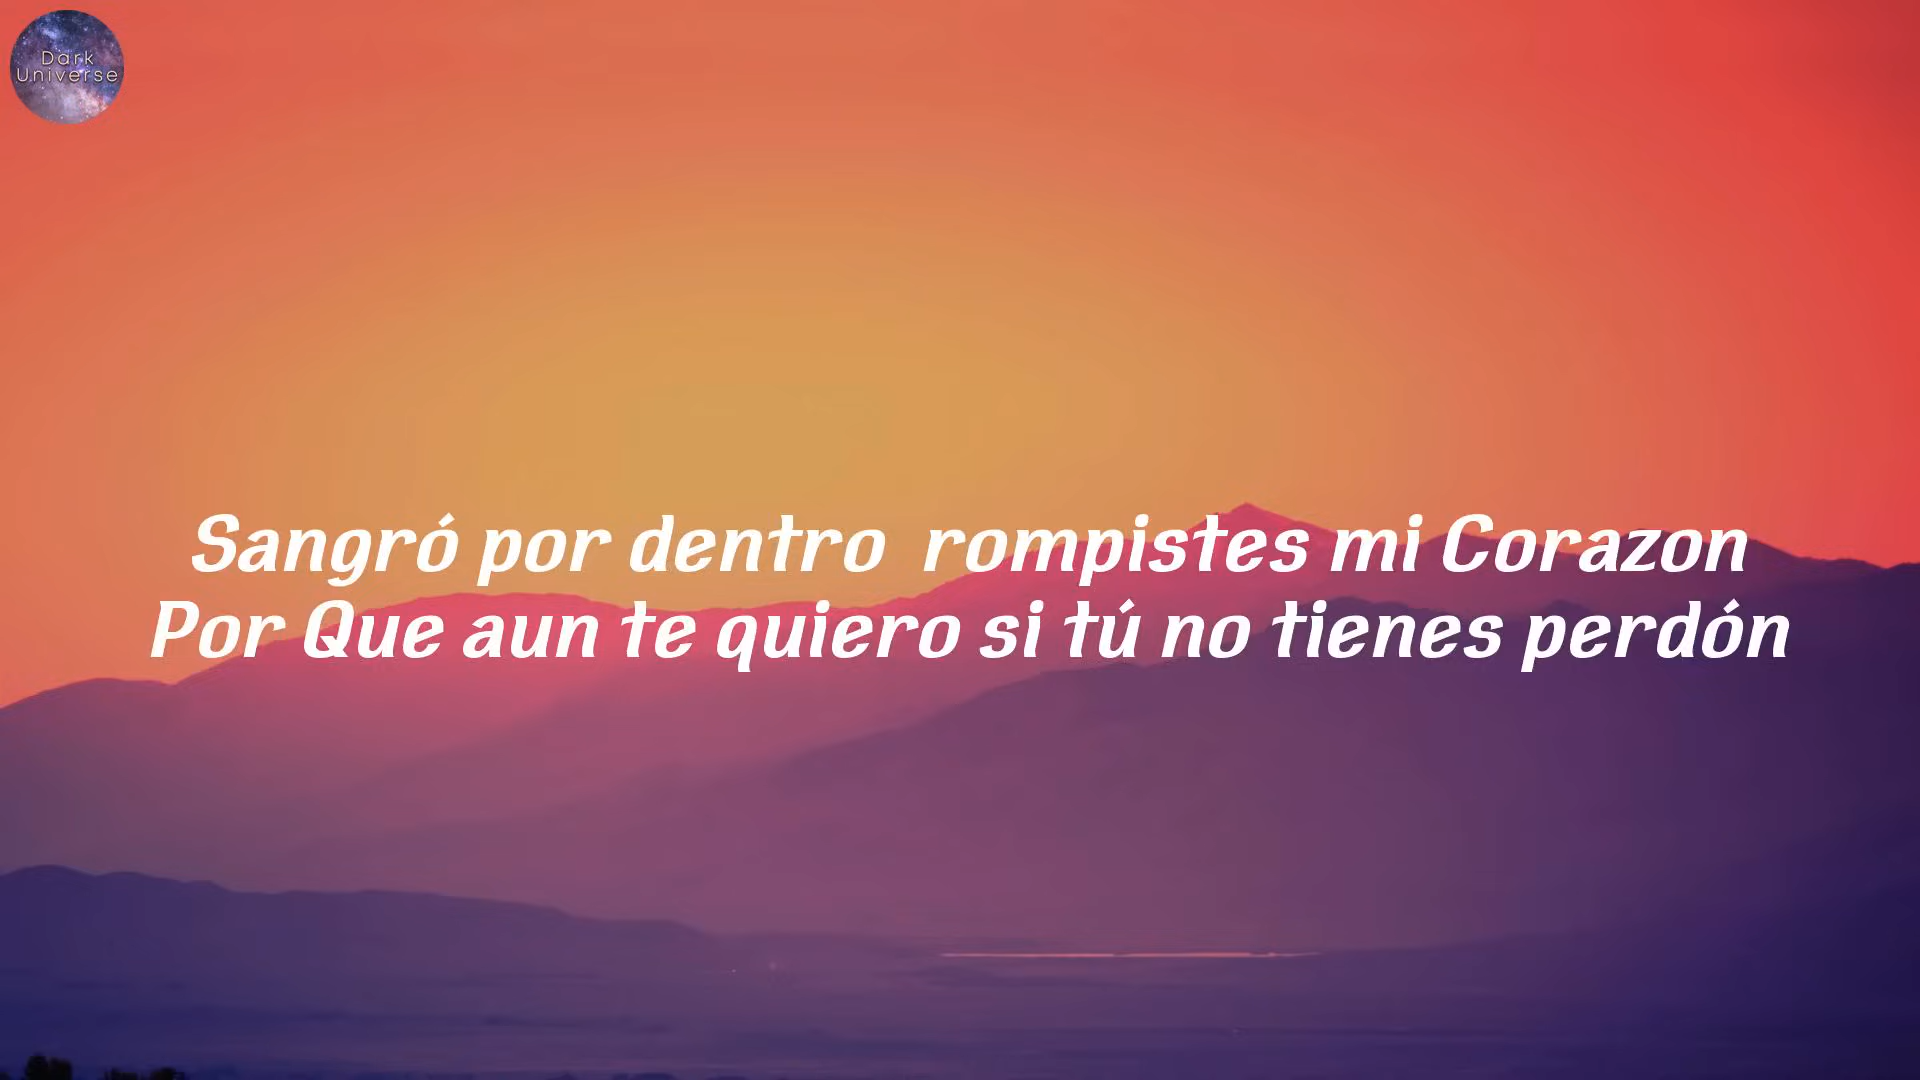 Dark
Universe
Sangró por dentro  rompistes mi Corazon
Por Que aun te quiero si tú no tienes perdón